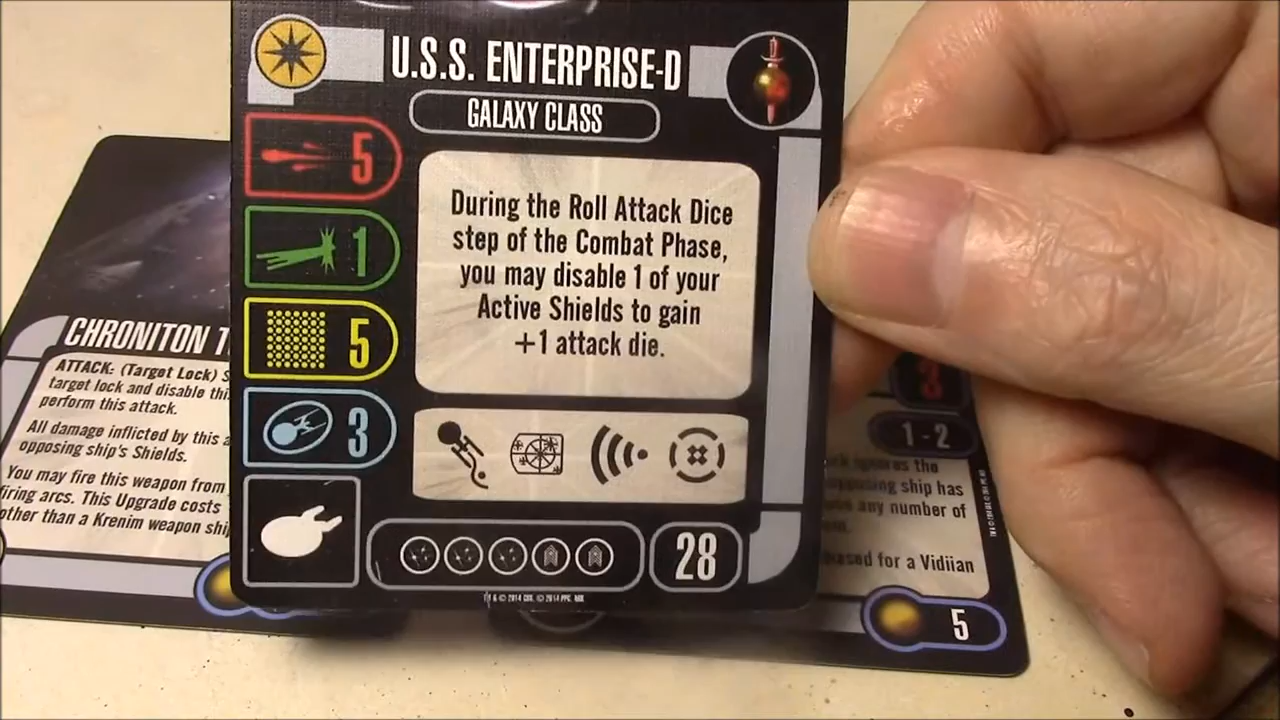 U.S.S. ENTERPRISE-D
GALAXY CLASS
5
1
5
3
During the Roll Attack Dice
step of the Combat Phase,
you may disable 1 of your
Active Shields to gain
+1 attack die.
28
CHRONITON T
ATTACK: (Target Lock) S
target lock and disable thi
perform this attack.
All damage inflicted by this a
opposing ship's Shields.
You may fire this weapon from
firing arcs. This Upgrade costs
other than a Krenim weapon shi
3
1 - 2
ignores the
opposing ship has
any number of
for a Vidiian
5